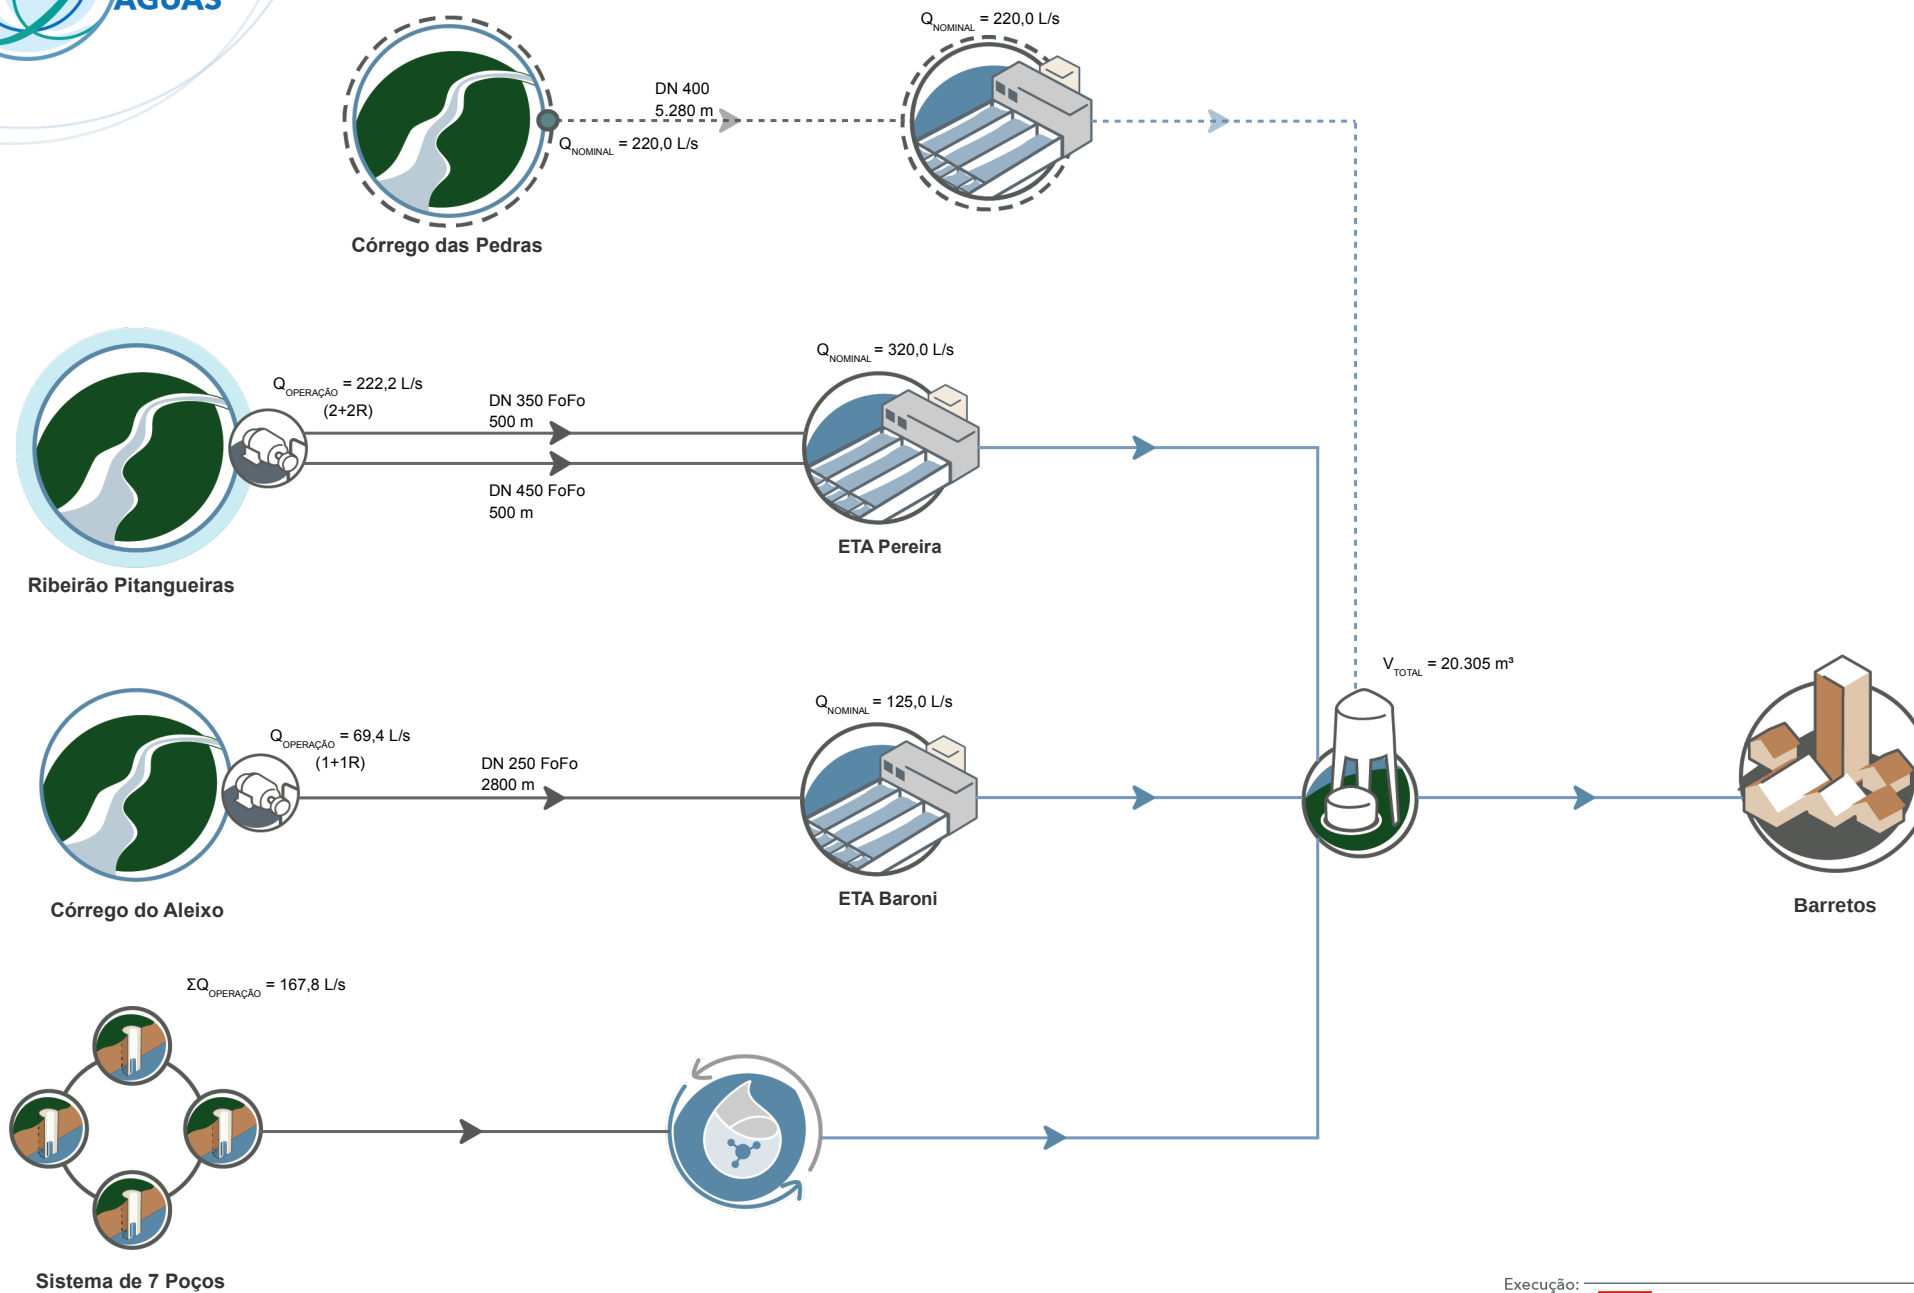 ÁGUAS
Q NOMINAL = 220,0 L/s
DN 400
5.280 m
Q NOMINAL = 220,0 L/s
Córrego das Pedras
Q NOMINAL = 320,0 L/s
Q OPERAÇÃO = 222,2 L/s
(2+2R)
DN 350 FoFo
500 m
DN 450 FoFo
500 m
ETA Pereira
Ribeirão Pitangueiras
V TOTAL = 20.305 m³
Q NOMINAL = 125,0 L/s
Q OPERAÇÃO = 69,4 L/s
(1+1R)
DN 250 FoFo
2800 m
ETA Baroni
Córrego do Aleixo
Barretos
ΣQ OPERAÇÃO = 167,8 L/s
Sistema de 7 Poços
Execução: